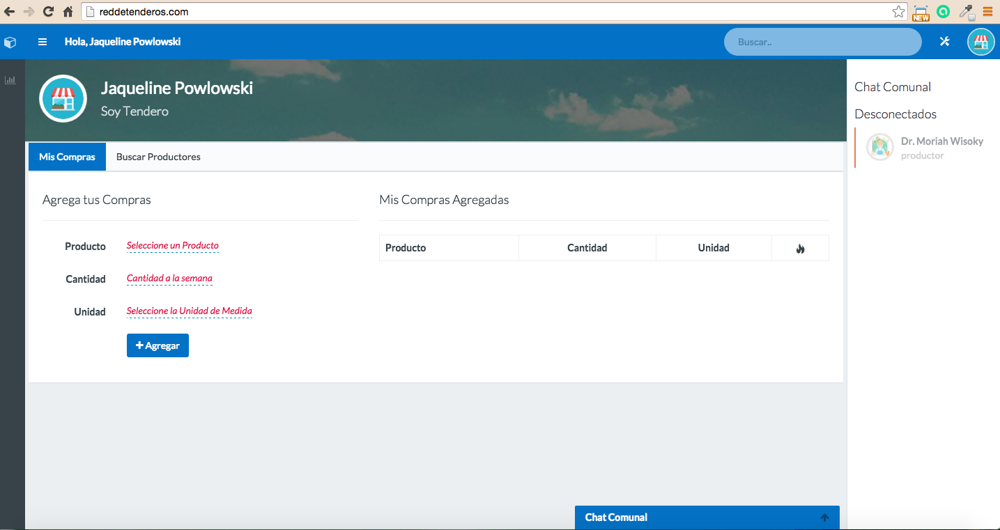 reddetenderos.com
NEW
Hola, Jaqueline Powlowski
Buscar..
Jaqueline Powlowski
Soy Tendero
Mis Compras
Buscar Productores
Agrega tus Compras
Producto
Seleccione un Producto
Cantidad
Cantidad a la semana
Unidad
Seleccione la Unidad de Medida
Agregar
Mis Compras Agregadas
Producto
Cantidad
Unidad
Chat Comunal
Desconectados
Dr. Moriah Wisoky
productor
Chat Comunal